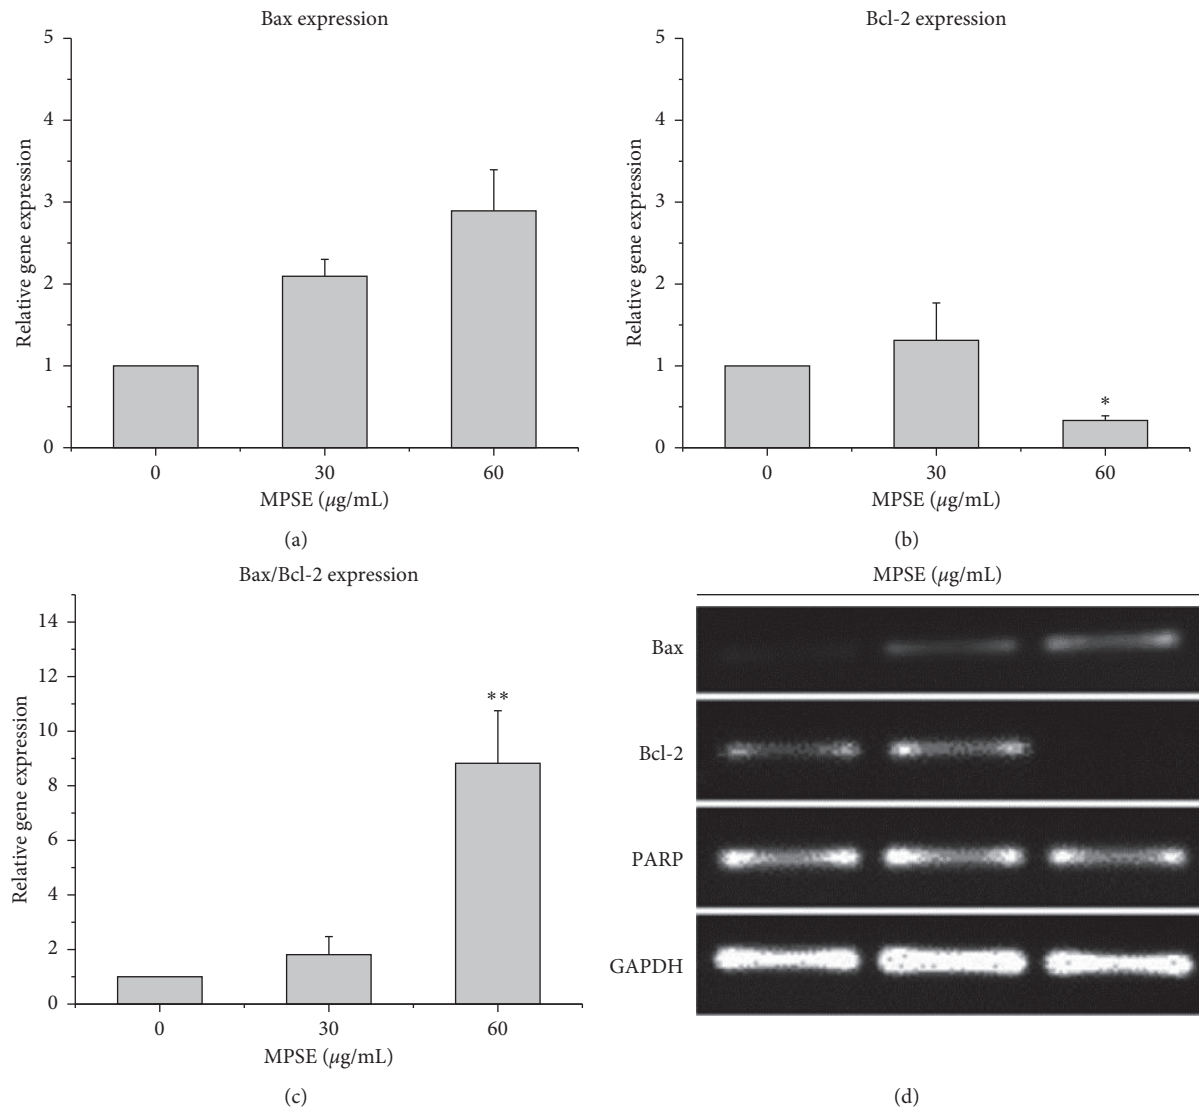 Bax expression
5
4
3
2
1
0
Relative gene expression
0 30 60
MPSE (μg/mL)
(a)
Bcl-2 expression
5
4
3
2
1
0
Relative gene expression
*
0 30 60
MPSE (μg/mL)
(b)
Bax/Bcl-2 expression
14
12
10
8
6
4
2
0
Relative gene expression
**
0 30 60
MPSE (μg/mL)
(c)
MPSE (μg/mL)
Bax
Bcl-2
PARP
GAPDH
(d)